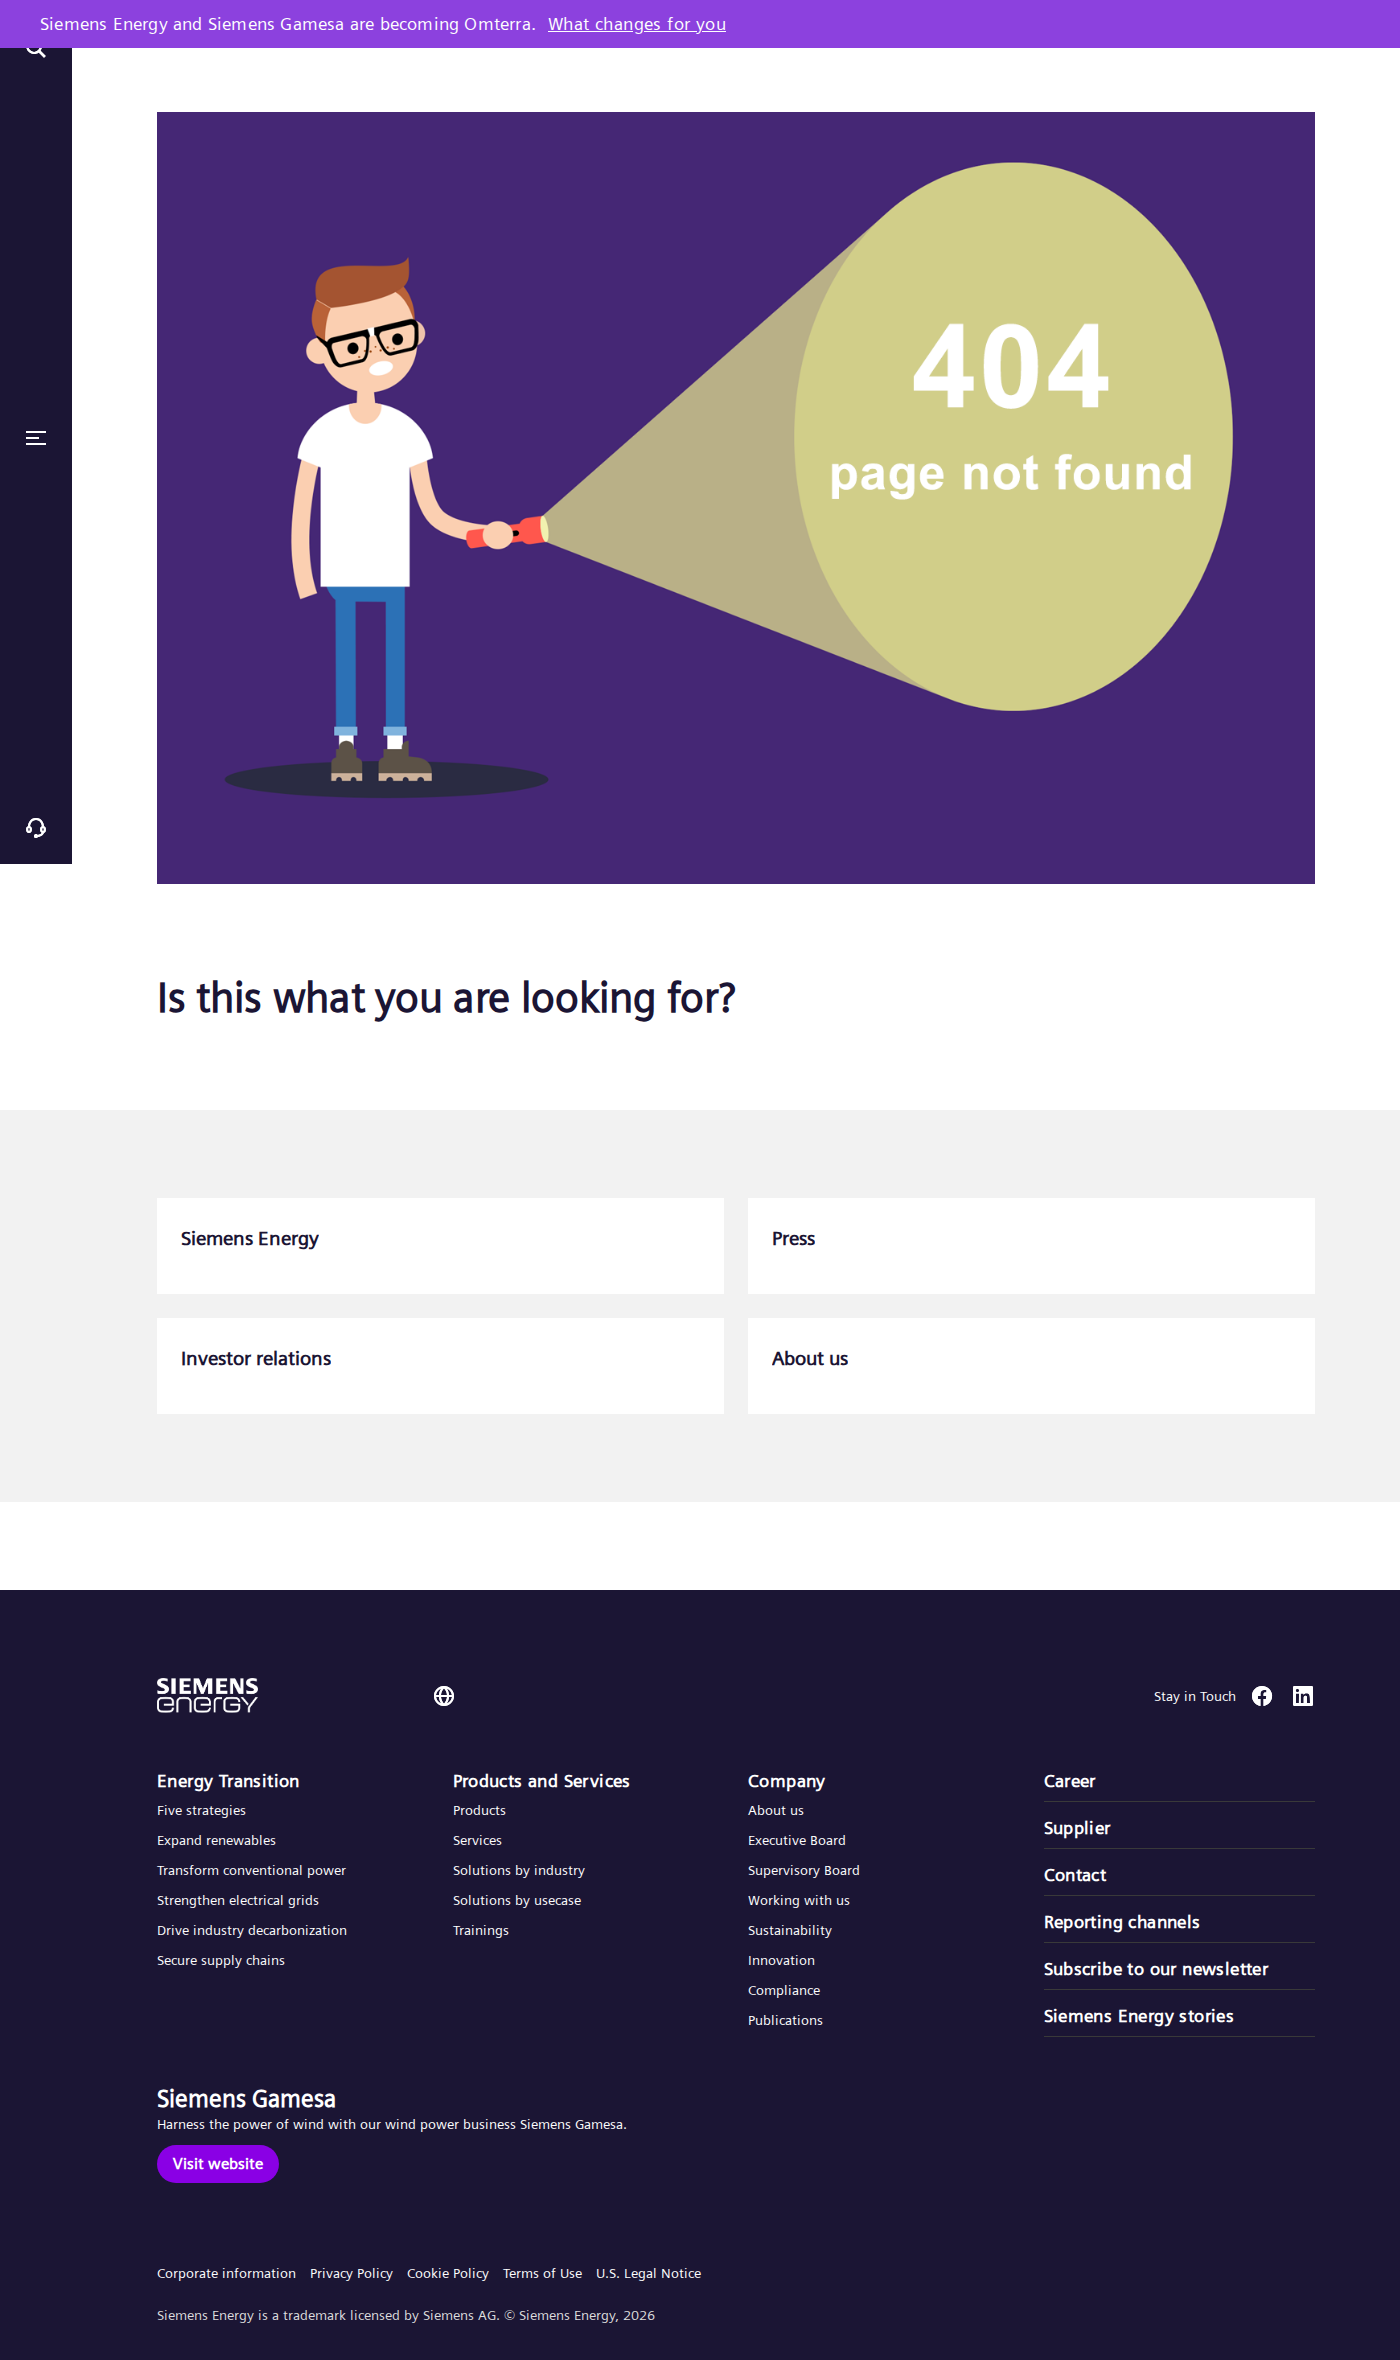 Siemens Energy and Siemens Gamesa are becoming Omterra. What changes for you
404
page not found
Is this what you are looking for?
Siemens Energy
Press
Investor relations
About us
SIEMENS
energy
Stay in Touch
Energy Transition
Five strategies
Expand renewables
Transform conventional power
Strengthen electrical grids
Drive industry decarbonization
Secure supply chains
Products and Services
Products
Services
Solutions by industry
Solutions by usecase
Trainings
Company
About us
Executive Board
Supervisory Board
Working with us
Sustainability
Innovation
Compliance
Publications
Career
Supplier
Contact
Reporting channels
Subscribe to our newsletter
Siemens Energy stories
Siemens Gamesa
Harness the power of wind with our wind power business Siemens Gamesa.
Visit website
Corporate information Privacy Policy Cookie Policy Terms of Use U.S. Legal Notice
Siemens Energy is a trademark licensed by Siemens AG. © Siemens Energy, 2026